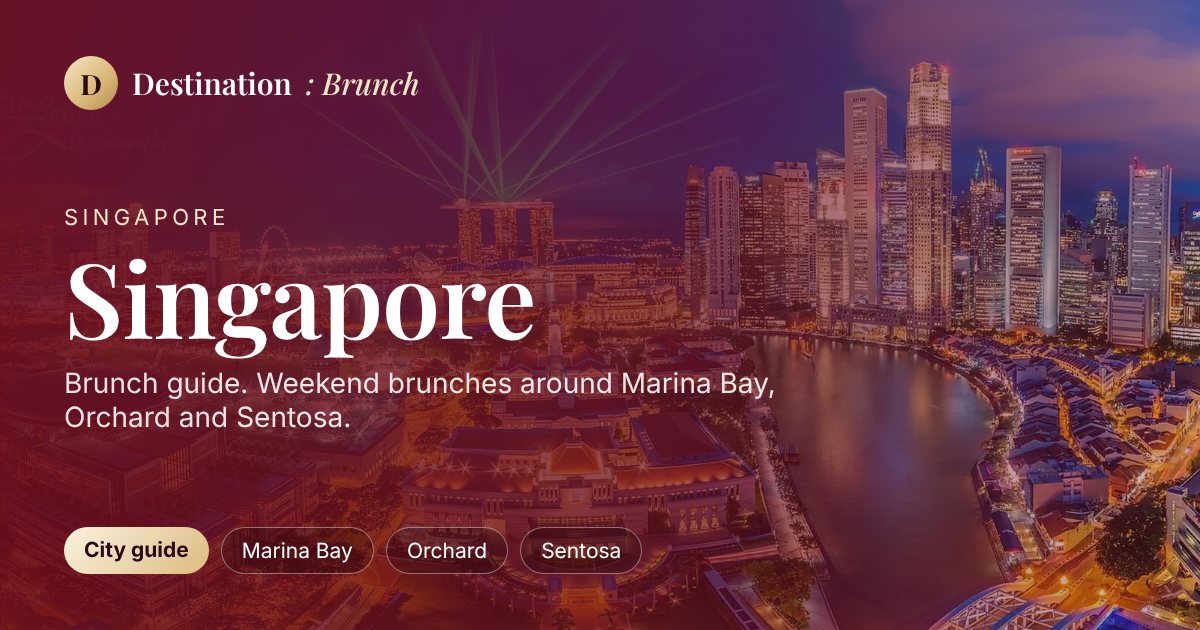 D Destination : Brunch
SINGAPORE
Singapore
Brunch guide. Weekend brunches around Marina Bay,
Orchard and Sentosa.
City guide Marina Bay Orchard Sentosa